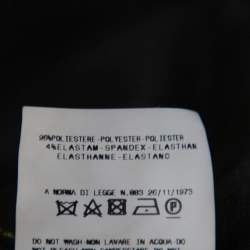 96%POLIESTERE-POLYESTER-POLIESTER
4%ELASTAM-SPANDEX-ELASTHAN
ELASTHANNE-ELASTANO
A NORMA DI LEGGE N.883 26/11/1973
DO NOT WASH NON LAVARE IN ACQUA
DO NOT